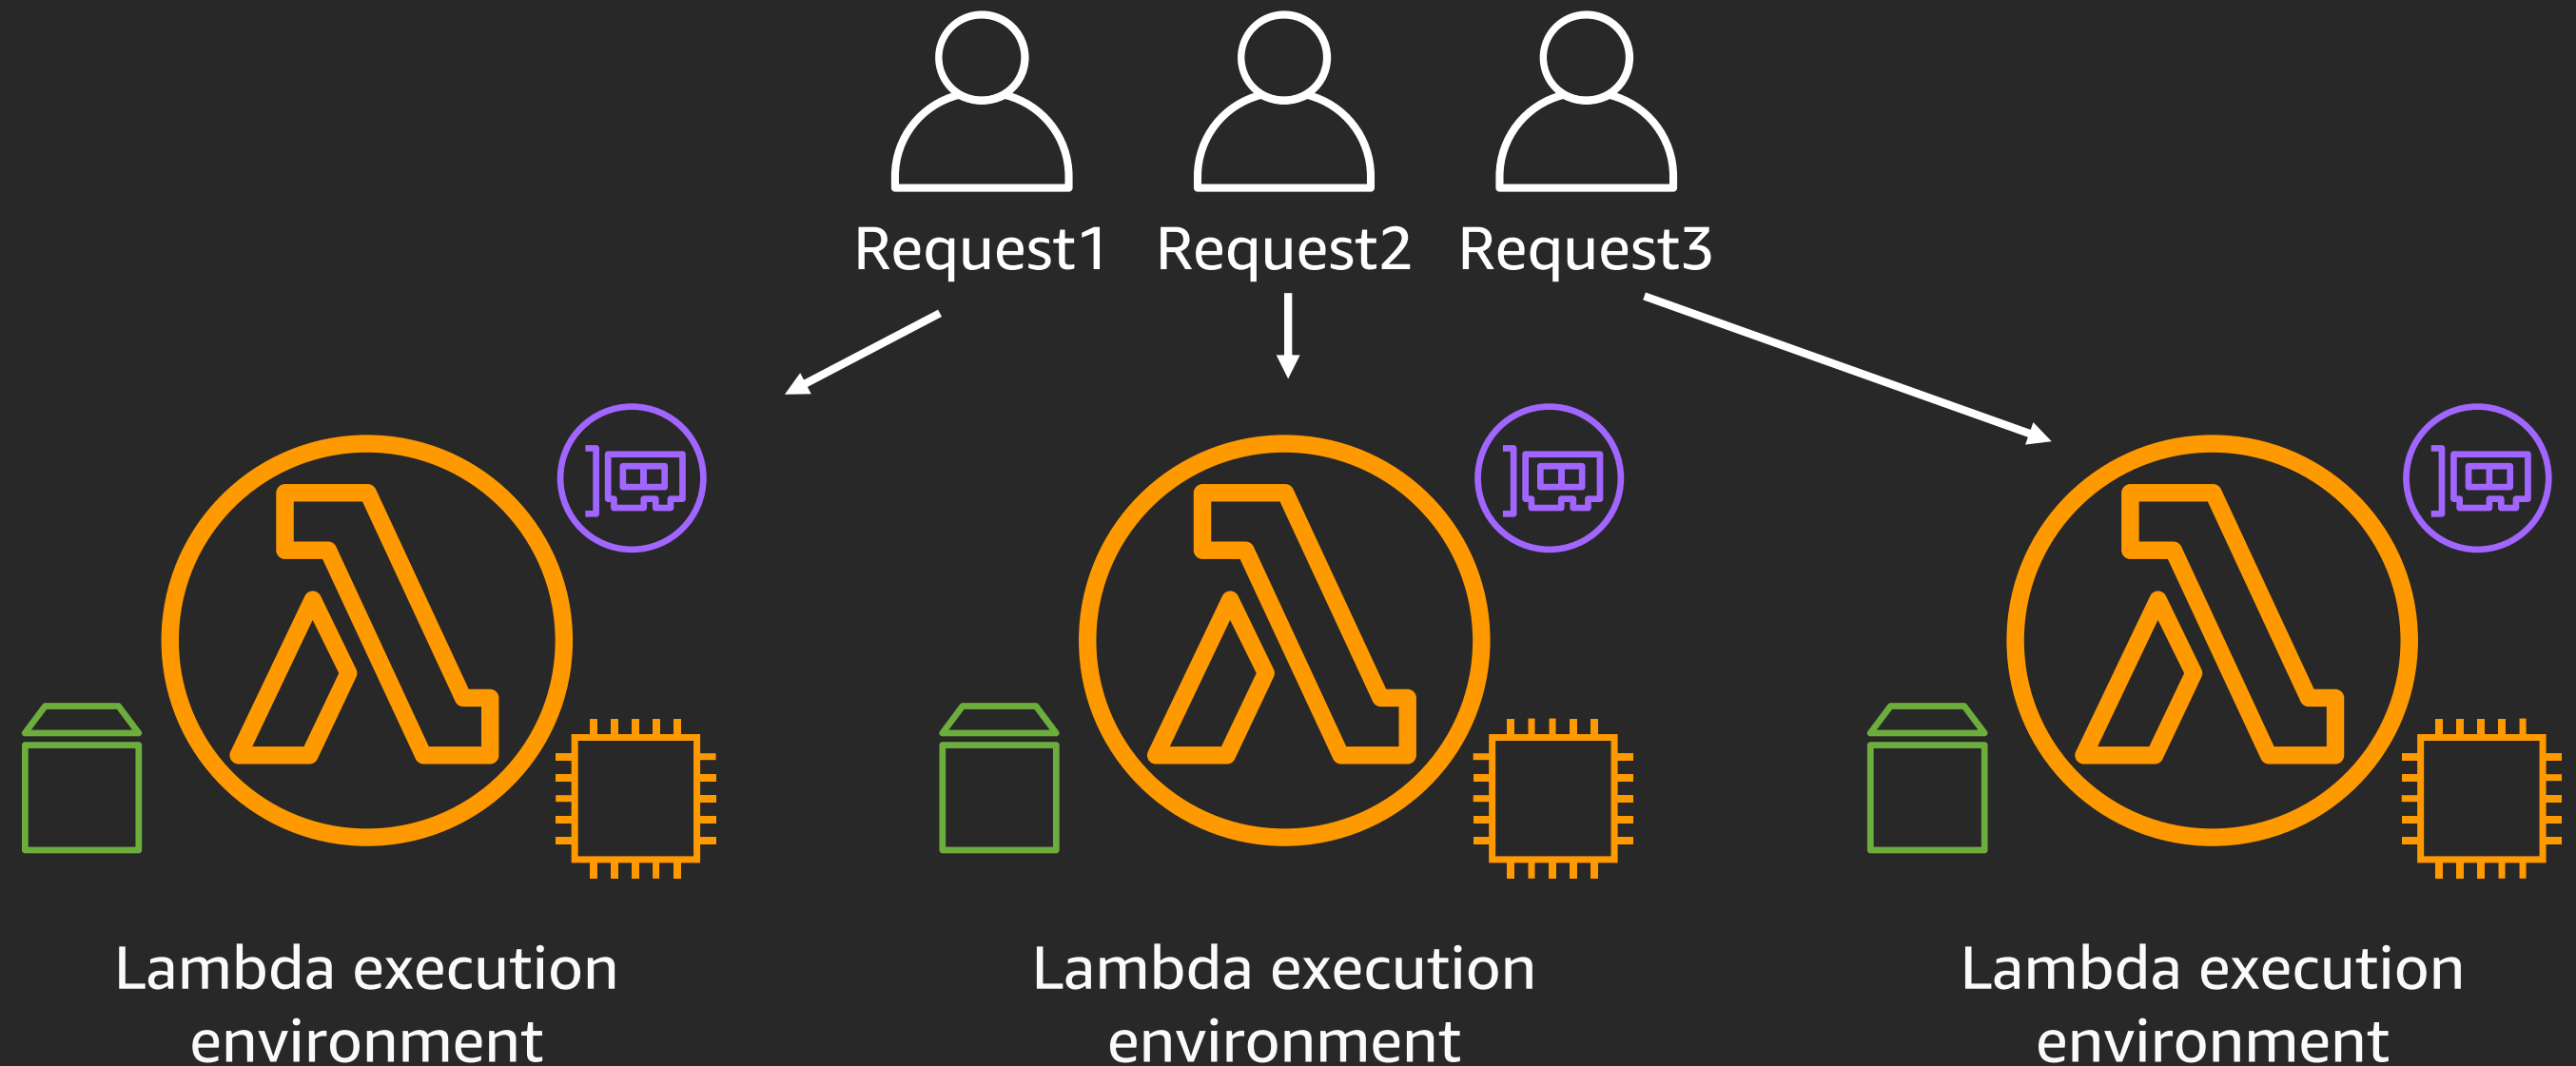 Request1
Request2
Request3
Lambda execution
environment
Lambda execution
environment
Lambda execution
environment